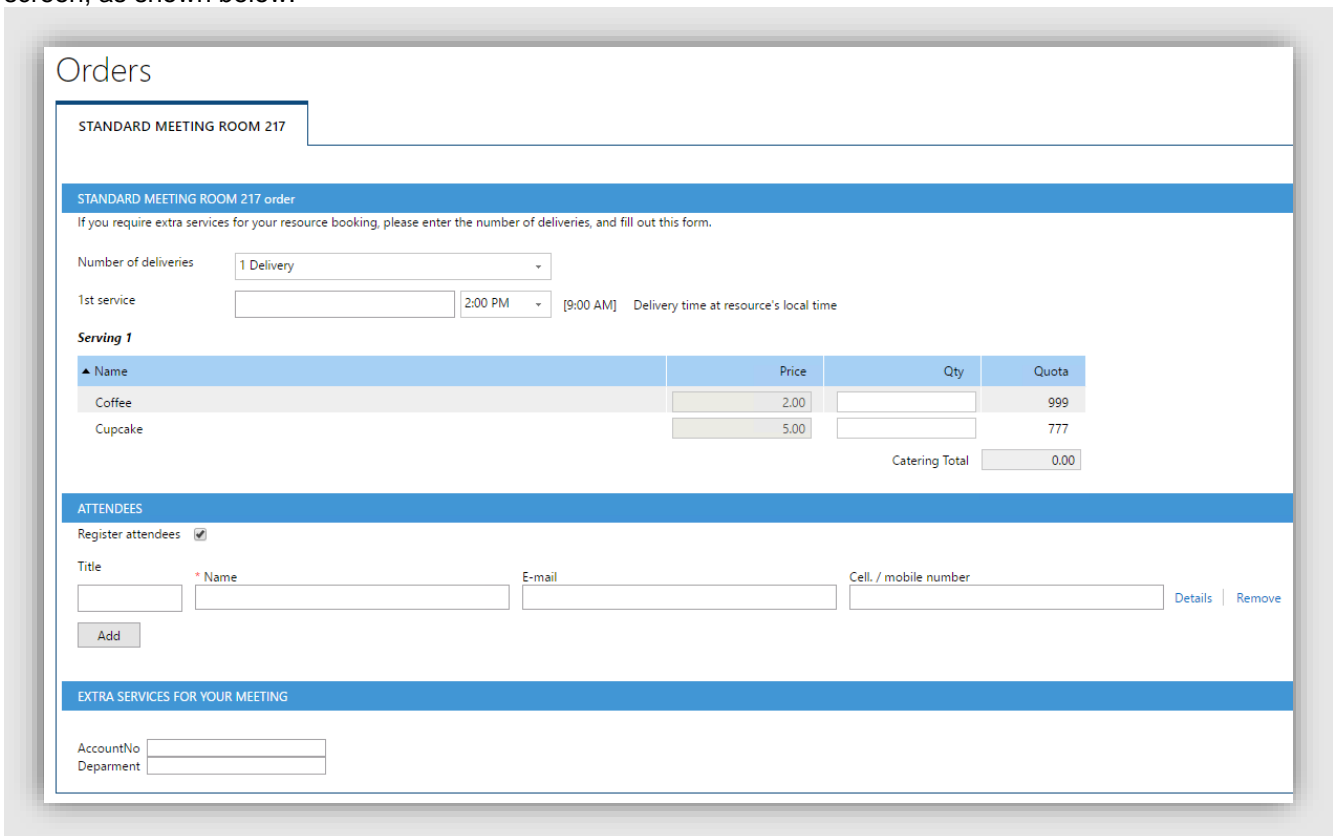 screen, as shown below:
Orders
STANDARD MEETING ROOM 217
STANDARD MEETING ROOM 217 order
If you require extra services for your resource booking, please enter the number of deliveries, and fill out this form.
Number of deliveries 1 Delivery
1st service 2:00 PM [9:00 AM] Delivery time at resource's local time
Serving 1
Name Price Qty Quota
Coffee 2.00 999
Cupcake 5.00 777
Catering Total 0.00
ATTENDEES
Register attendees
Title * Name E-mail Cell. / mobile number
Details Remove
Add
EXTRA SERVICES FOR YOUR MEETING
AccountNo
Deparment